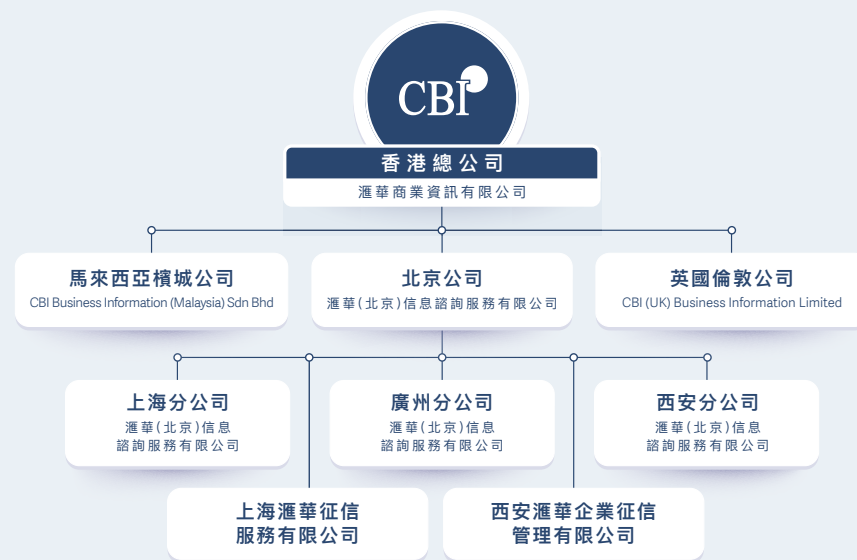 CBI
香港總公司
滙華商業資訊有限公司
馬來西亞檳城公司
CBI Business Information (Malaysia) Sdn Bhd
北京公司
滙華(北京)信息諮詢服務有限公司
英國倫敦公司
CBI (UK) Business Information Limited
上海分公司
滙華(北京)信息
諮詢服務有限公司
廣州分公司
滙華(北京)信息
諮詢服務有限公司
西安分公司
滙華(北京)信息
諮詢服務有限公司
上海滙華征信
服務有限公司
西安滙華企業征信
管理有限公司